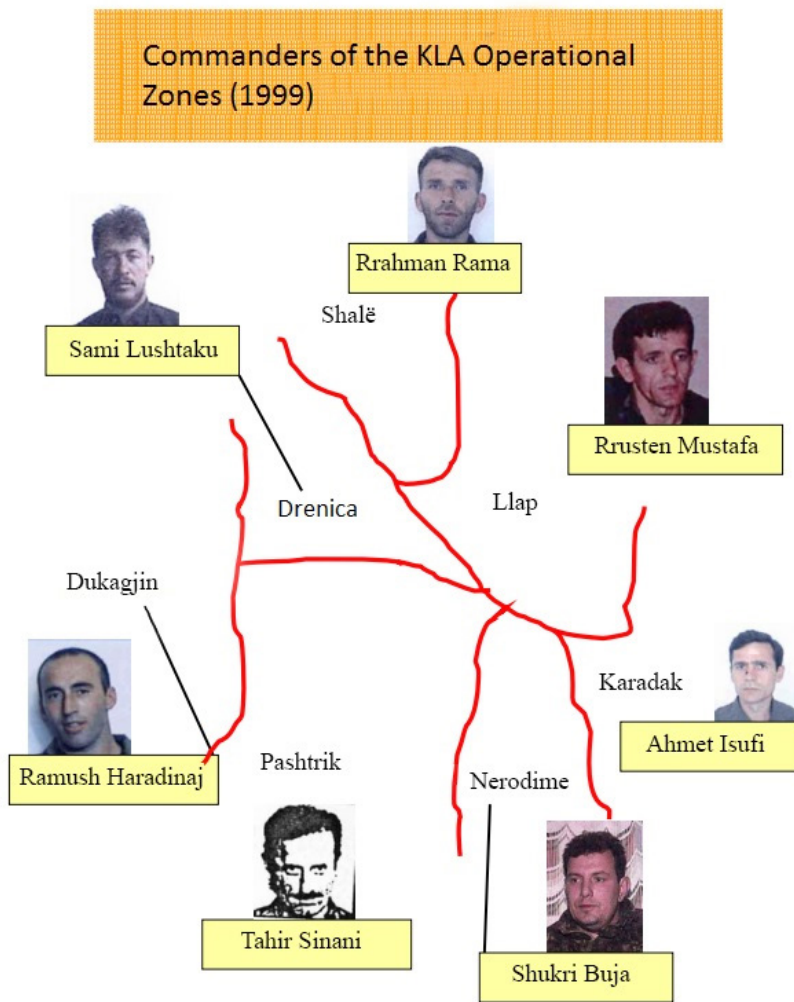 Commanders of the KLA Operational
Zones (1999)
Rrahman Rama
Shalë
Sami Lushtaku
Rrusten Mustafa
Llap
Drenica
Dukagjin
Karadak
Ahmet Isufi
Ramush Haradinaj
Pashtrik
Nerodime
Tahir Sinani
Shukri Buja